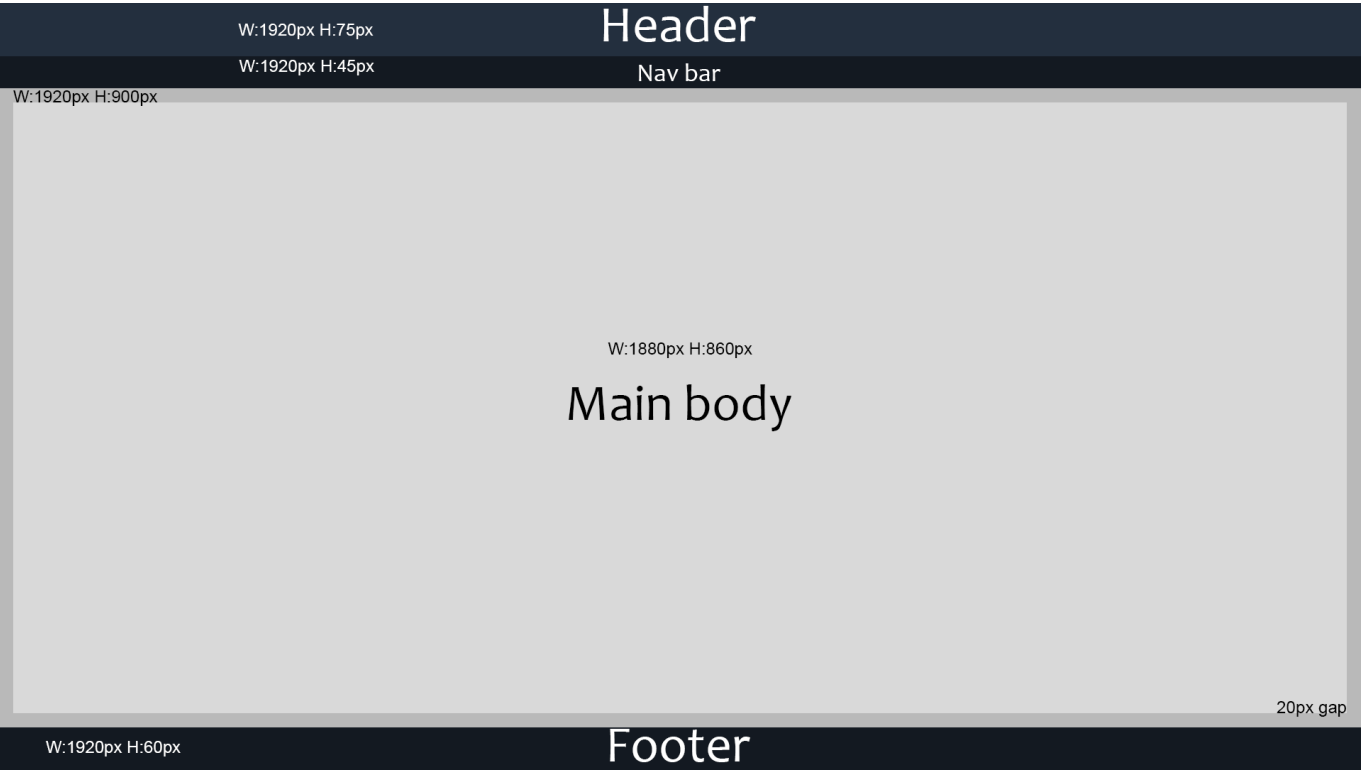 W:1920px H:75px
Header
W:1920px H:45px
Nav bar
W:1920px H:900px
W:1880px H:860px
Main body
20px gap
W:1920px H:60px
Footer